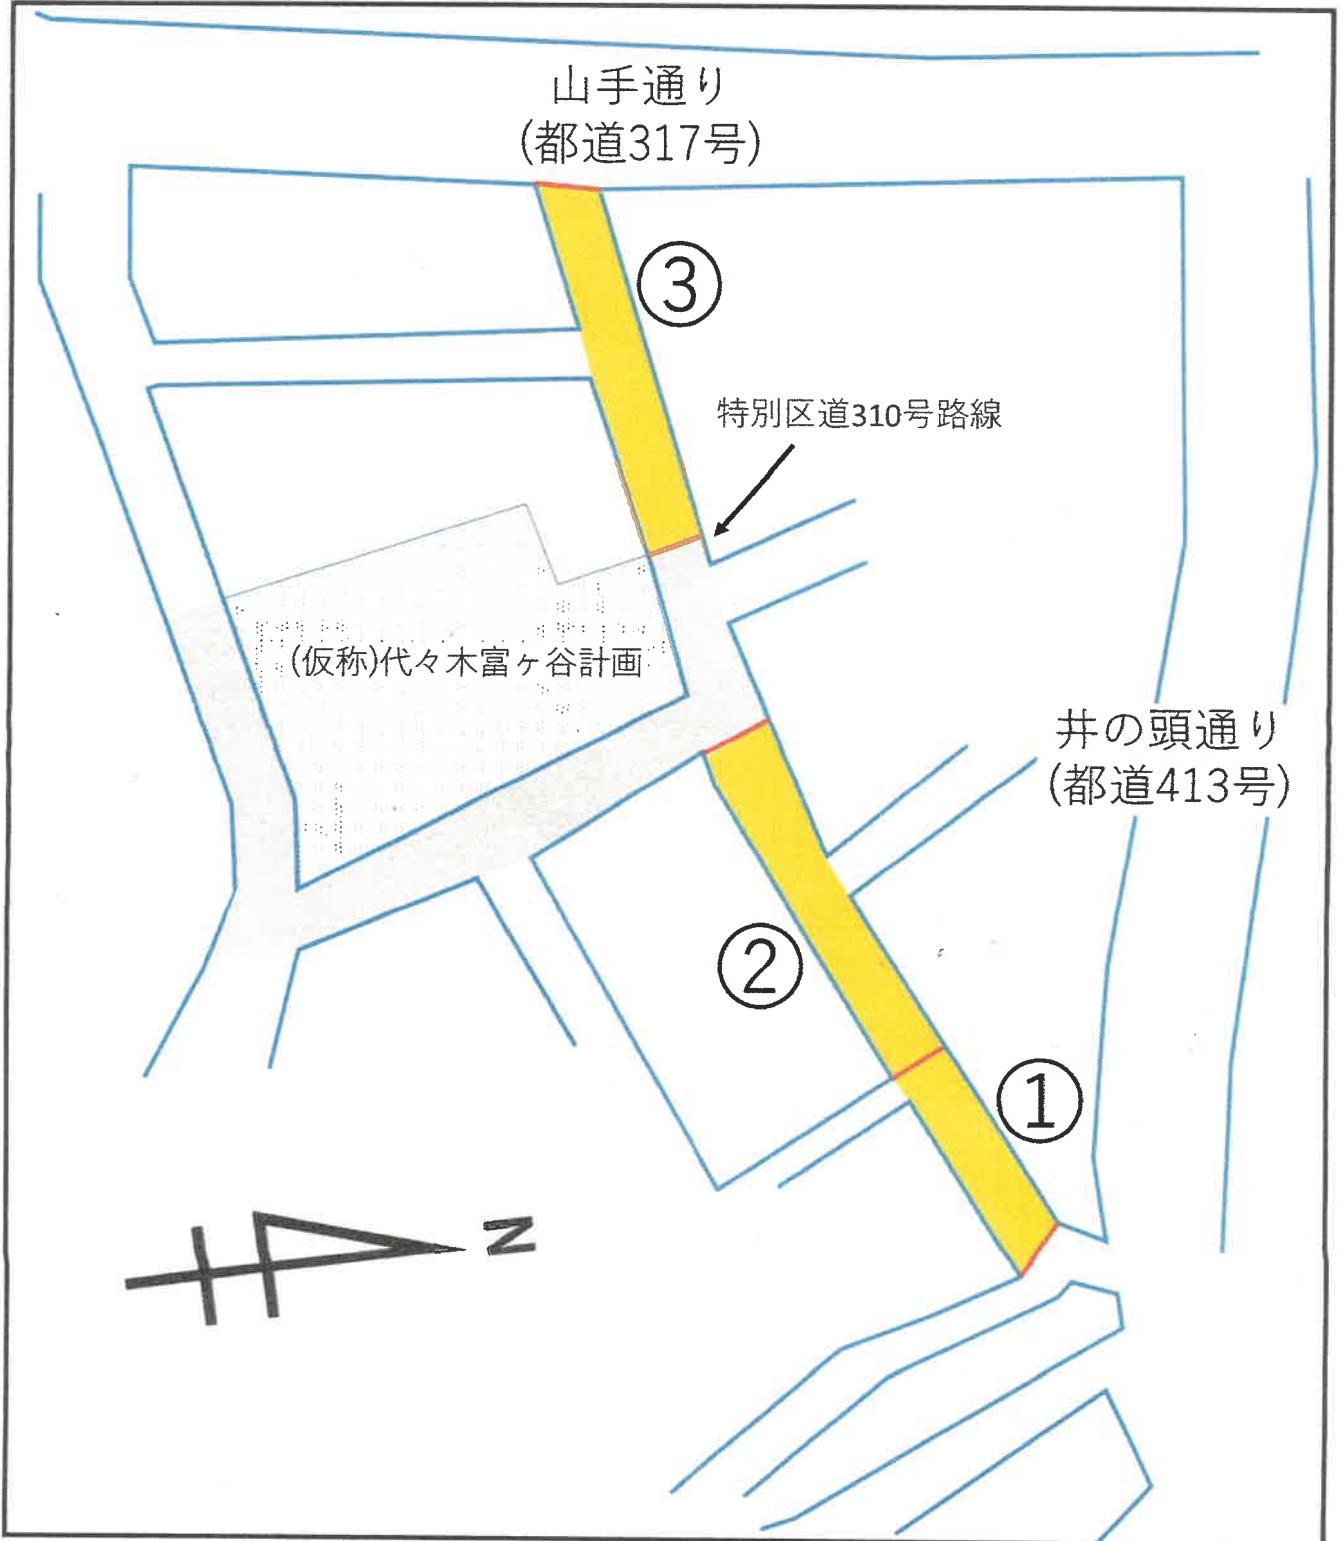 山手通り
(都道317号)
③
特別区道310号路線
(仮称)代々木富ヶ谷計画
井の頭通り
(都道413号)
②
①
N